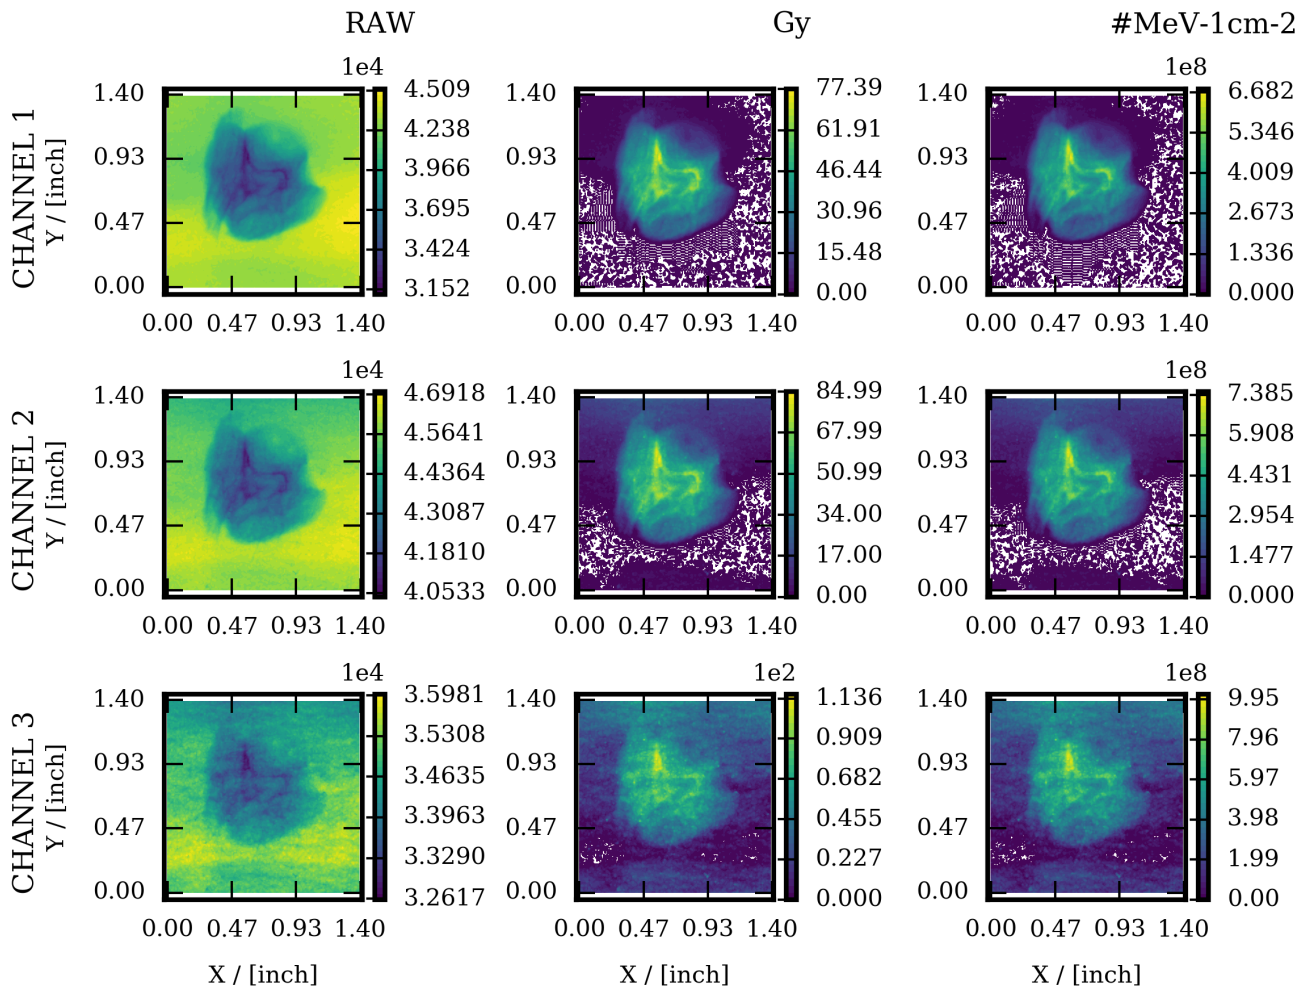 RAW Gy #MeV-1cm-2
1e4 1e8
CHANNEL 1
Y / [inch]
1.40 0.93 0.47 0.00
0.00 0.47 0.93 1.40
4.509 4.238 3.966 3.695 3.424 3.152
1.40 0.93 0.47 0.00
0.00 0.47 0.93 1.40
77.39 61.91 46.44 30.96 15.48 0.00
1.40 0.93 0.47 0.00
0.00 0.47 0.93 1.40
6.682 5.346 4.009 2.673 1.336 0.000
1e4 1e8
CHANNEL 2
Y / [inch]
1.40 0.93 0.47 0.00
0.00 0.47 0.93 1.40
4.6918 4.5641 4.4364 4.3087 4.1810 4.0533
1.40 0.93 0.47 0.00
0.00 0.47 0.93 1.40
84.99 67.99 50.99 34.00 17.00 0.00
1.40 0.93 0.47 0.00
0.00 0.47 0.93 1.40
7.385 5.908 4.431 2.954 1.477 0.000
1e4 1e2 1e8
CHANNEL 3
Y / [inch]
1.40 0.93 0.47 0.00
0.00 0.47 0.93 1.40
3.5981 3.5308 3.4635 3.3963 3.3290 3.2617
1.40 0.93 0.47 0.00
0.00 0.47 0.93 1.40
1.136 0.909 0.682 0.455 0.227 0.000
1.40 0.93 0.47 0.00
0.00 0.47 0.93 1.40
9.95 7.96 5.97 3.98 1.99 0.00
X / [inch] X / [inch] X / [inch]